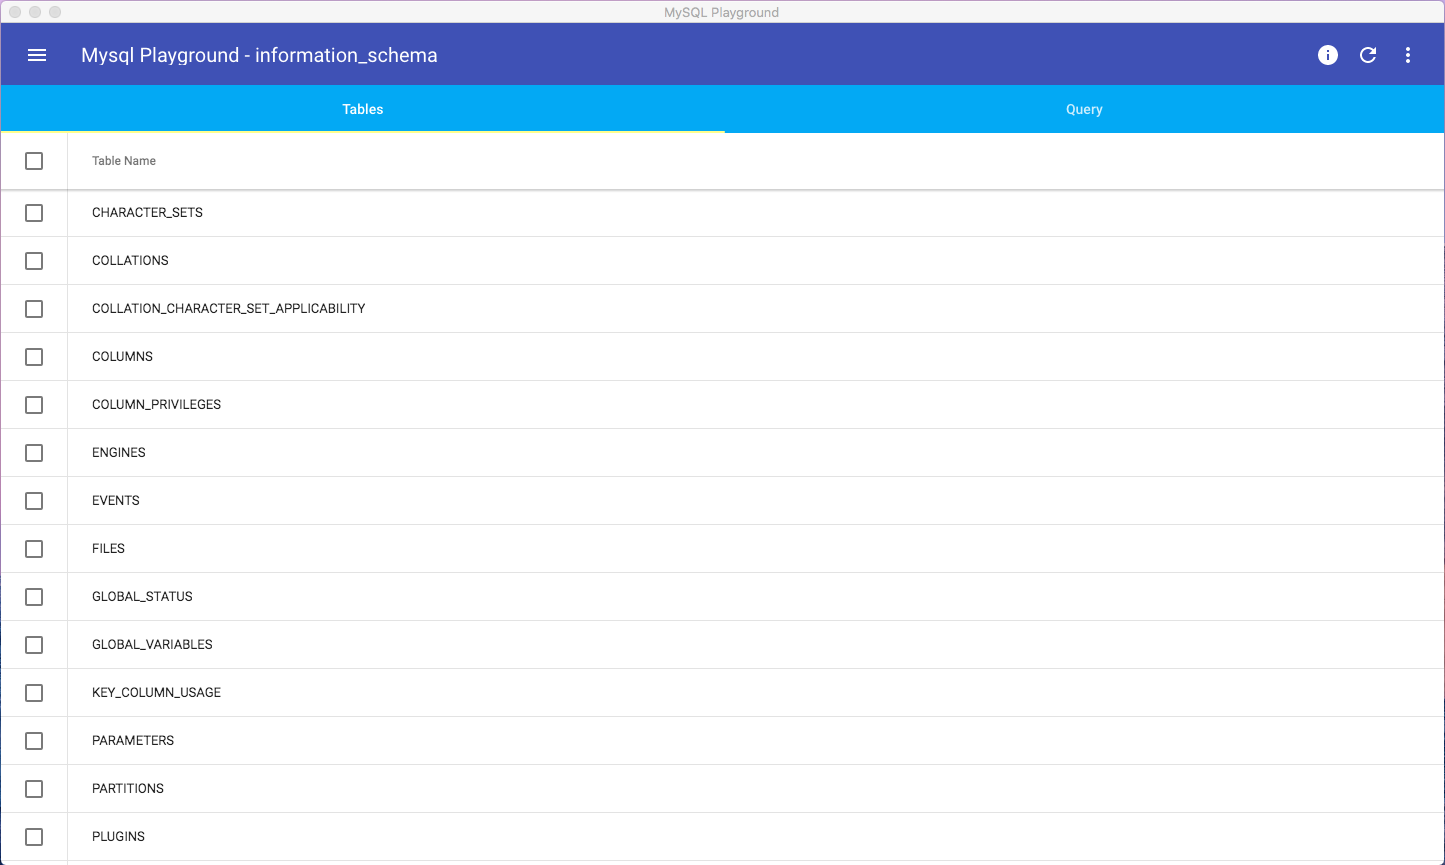 MySQL Playground
Mysql Playground - information_schema
Tables
Query
Table Name
CHARACTER_SETS
COLLATIONS
COLLATION_CHARACTER_SET_APPLICABILITY
COLUMNS
COLUMN_PRIVILEGES
ENGINES
EVENTS
FILES
GLOBAL_STATUS
GLOBAL_VARIABLES
KEY_COLUMN_USAGE
PARAMETERS
PARTITIONS
PLUGINS